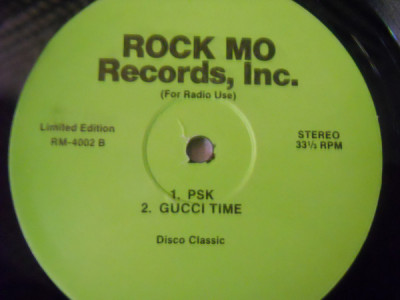 ROCK MO
Records, Inc.
(For Radio Use)
Limited Edition
RM-4002 B
STEREO
33⅓ RPM
1. PSK
2. GUCCI TIME
Disco Classic